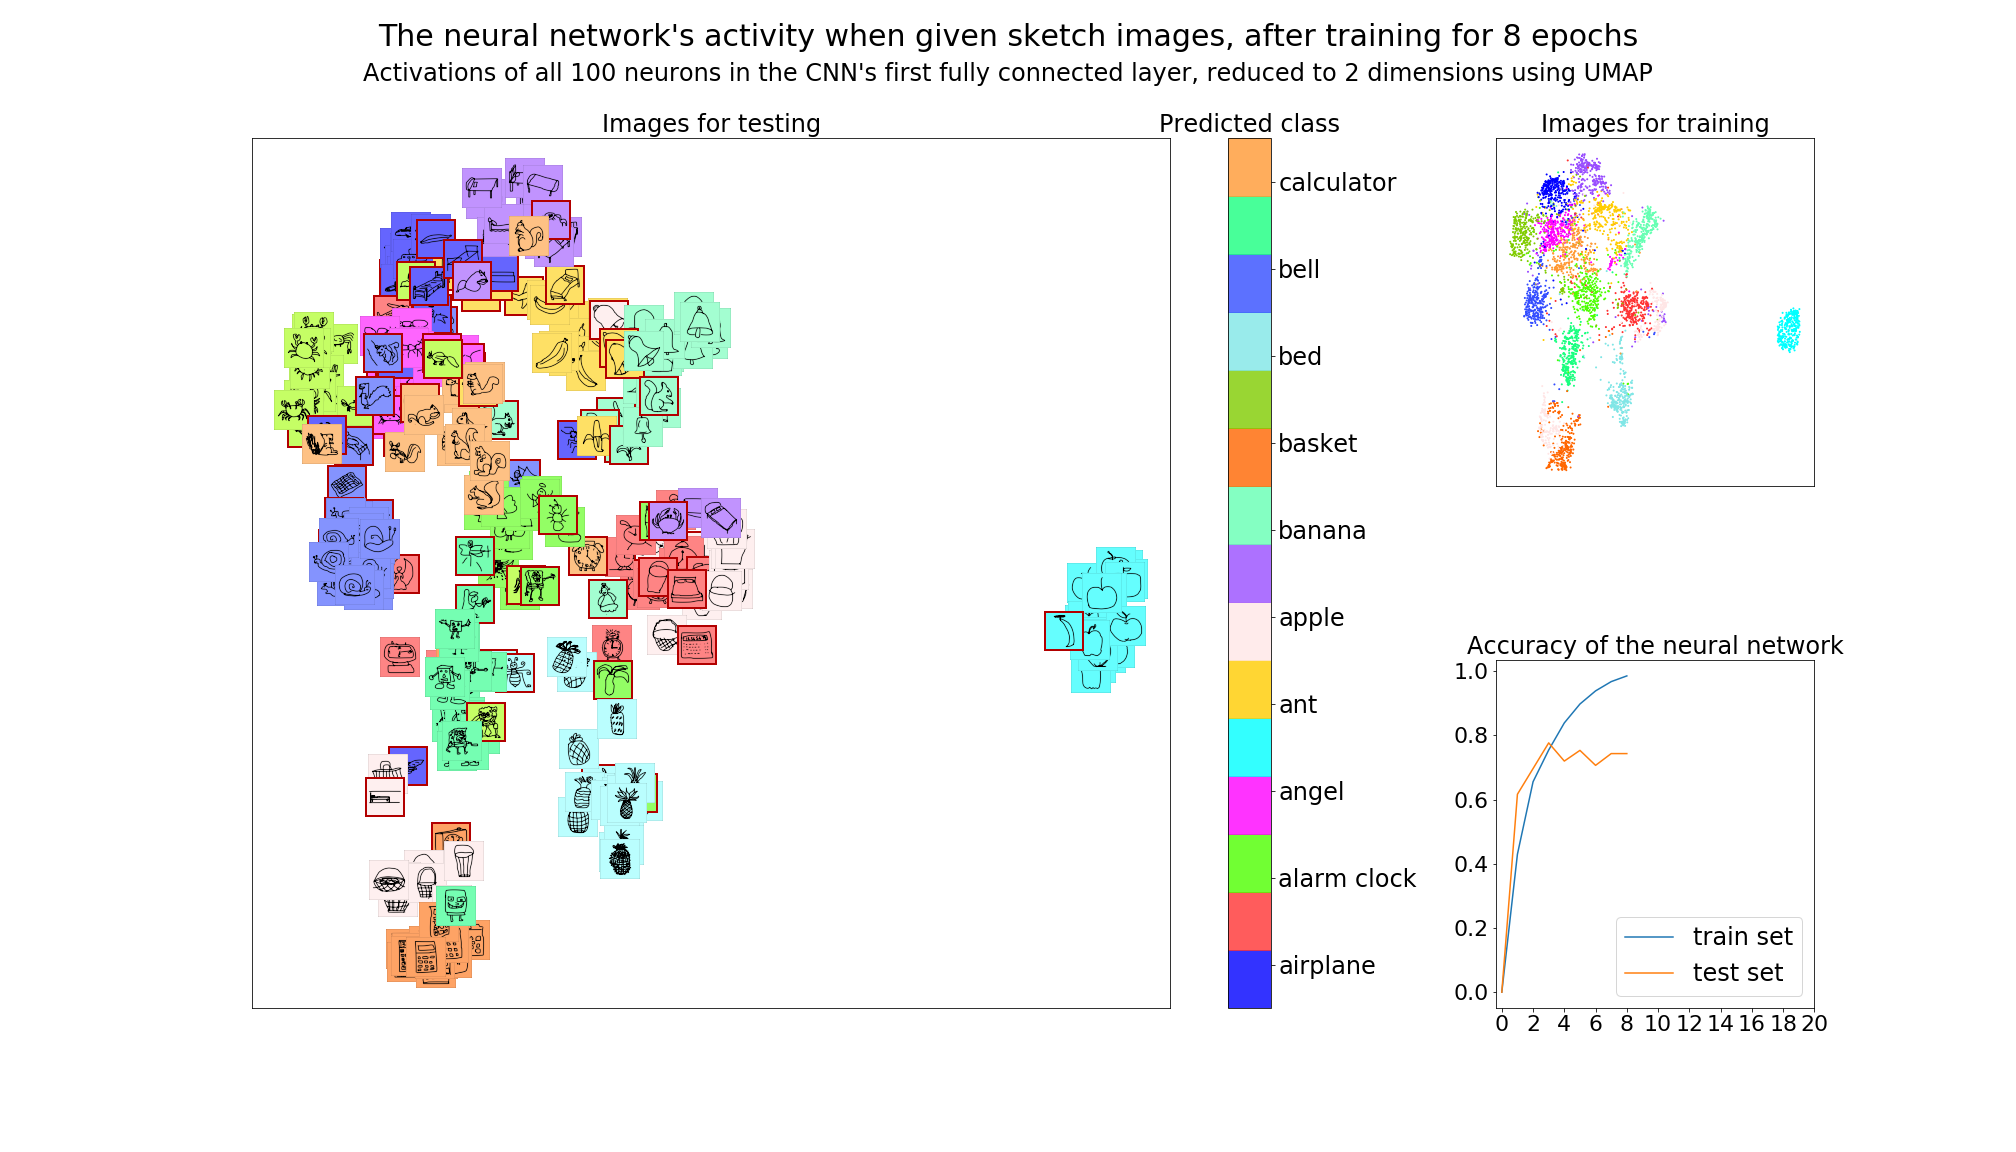 The neural network's activity when given sketch images, after training for 8 epochs
Activations of all 100 neurons in the CNN's first fully connected layer, reduced to 2 dimensions using UMAP
Images for testing
Predicted class
calculator
bell
bed
basket
banana
apple
ant
angel
alarm clock
airplane
Images for training
Accuracy of the neural network
1.0
0.8
0.6
0.4
0.2
0.0
train set
test set
0 2 4 6 8 10 12 14 16 18 20